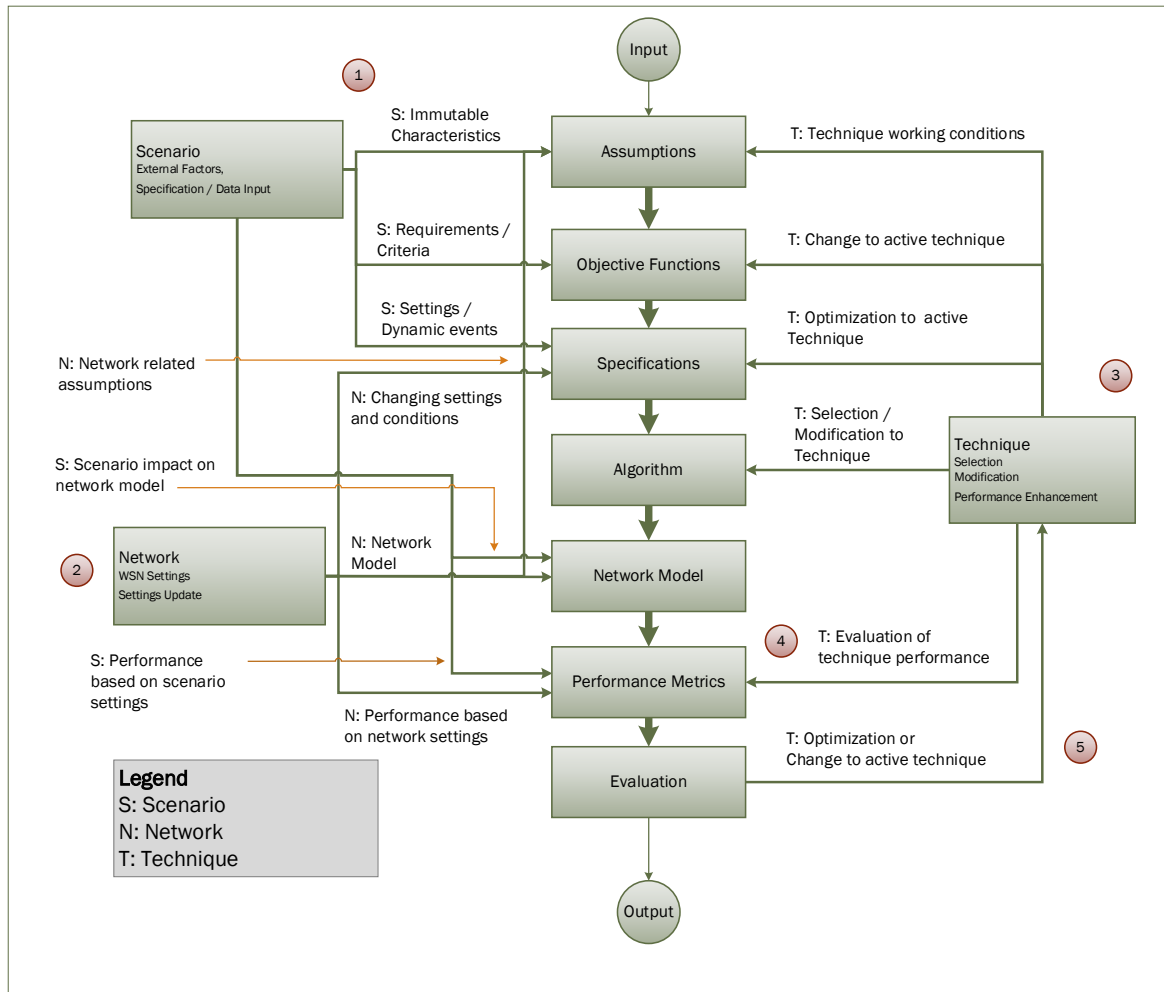 Input
1
S: Immutable
Characteristics
T: Technique working conditions
Scenario
External Factors,
Specification / Data Input
Assumptions
S: Requirements /
Criteria
T: Change to active technique
Objective Functions
S: Settings /
Dynamic events
T: Optimization to active
Technique
N: Network related
assumptions
Specifications
3
N: Changing settings
and conditions
T: Selection /
Modification to
Technique
Technique
Selection
Modification
Performance Enhancement
S: Scenario impact on
network model
Algorithm
2
Network
WSN Settings
Settings Update
N: Network
Model
Network Model
4
T: Evaluation of
technique performance
S: Performance
based on scenario
settings
Performance Metrics
N: Performance based
on network settings
T: Optimization or
Change to active technique
5
Evaluation
Legend
S: Scenario
N: Network
T: Technique
Output